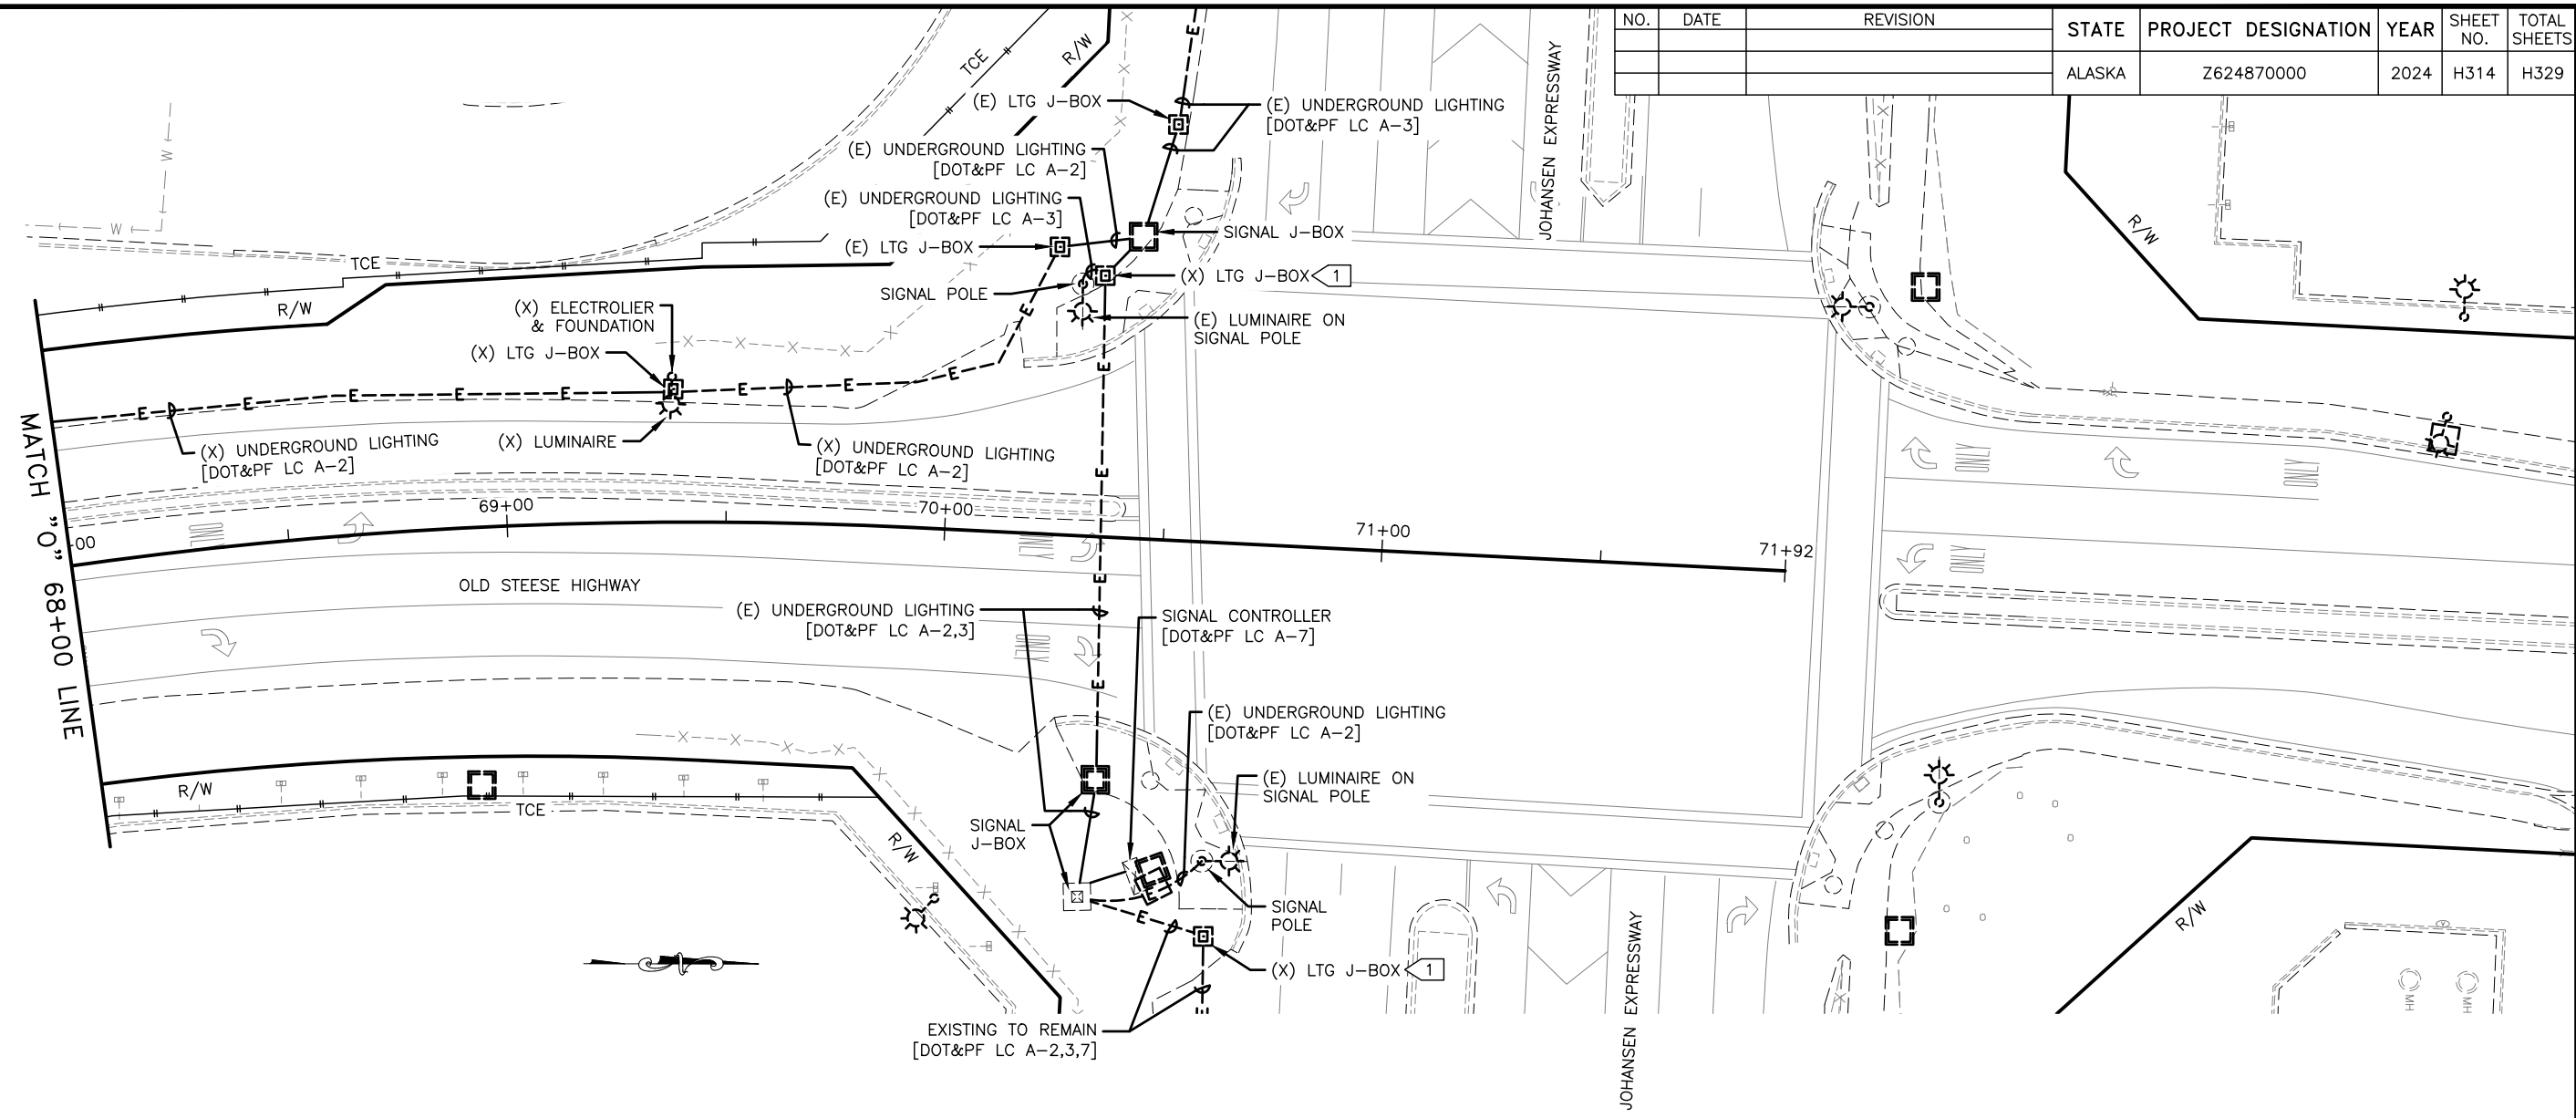 NO. DATE REVISION STATE PROJECT DESIGNATION YEAR SHEET NO. TOTAL SHEETS
ALASKA Z624870000 2024 H314 H329
TCE
R/W
(E) LTG J-BOX
(E) UNDERGROUND LIGHTING
[DOT&PF LC A-3]
JOHANSEN EXPRESSWAY
(E) UNDERGROUND LIGHTING
[DOT&PF LC A-2]
(E) UNDERGROUND LIGHTING
[DOT&PF LC A-3]
(E) LTG J-BOX
SIGNAL J-BOX
(X) LTG J-BOX 1
SIGNAL POLE
(E) LUMINAIRE ON
SIGNAL POLE
R/W
W
W
TCE
R/W
(X) ELECTROLIER
& FOUNDATION
(X) LTG J-BOX
(X) UNDERGROUND LIGHTING
[DOT&PF LC A-2]
(X) LUMINAIRE
(X) UNDERGROUND LIGHTING
[DOT&PF LC A-2]
MATCH "O" 68+00 LINE
+00
69+00
70+00
71+00
71+92
OLD STEESE HIGHWAY
(E) UNDERGROUND LIGHTING
[DOT&PF LC A-2,3]
SIGNAL CONTROLLER
[DOT&PF LC A-7]
(E) UNDERGROUND LIGHTING
[DOT&PF LC A-2]
(E) LUMINAIRE ON
SIGNAL POLE
R/W
TCE
R/W
SIGNAL
J-BOX
SIGNAL
POLE
(X) LTG J-BOX 1
EXISTING TO REMAIN
[DOT&PF LC A-2,3,7]
JOHANSEN EXPRESSWAY
R/W
MH
MH